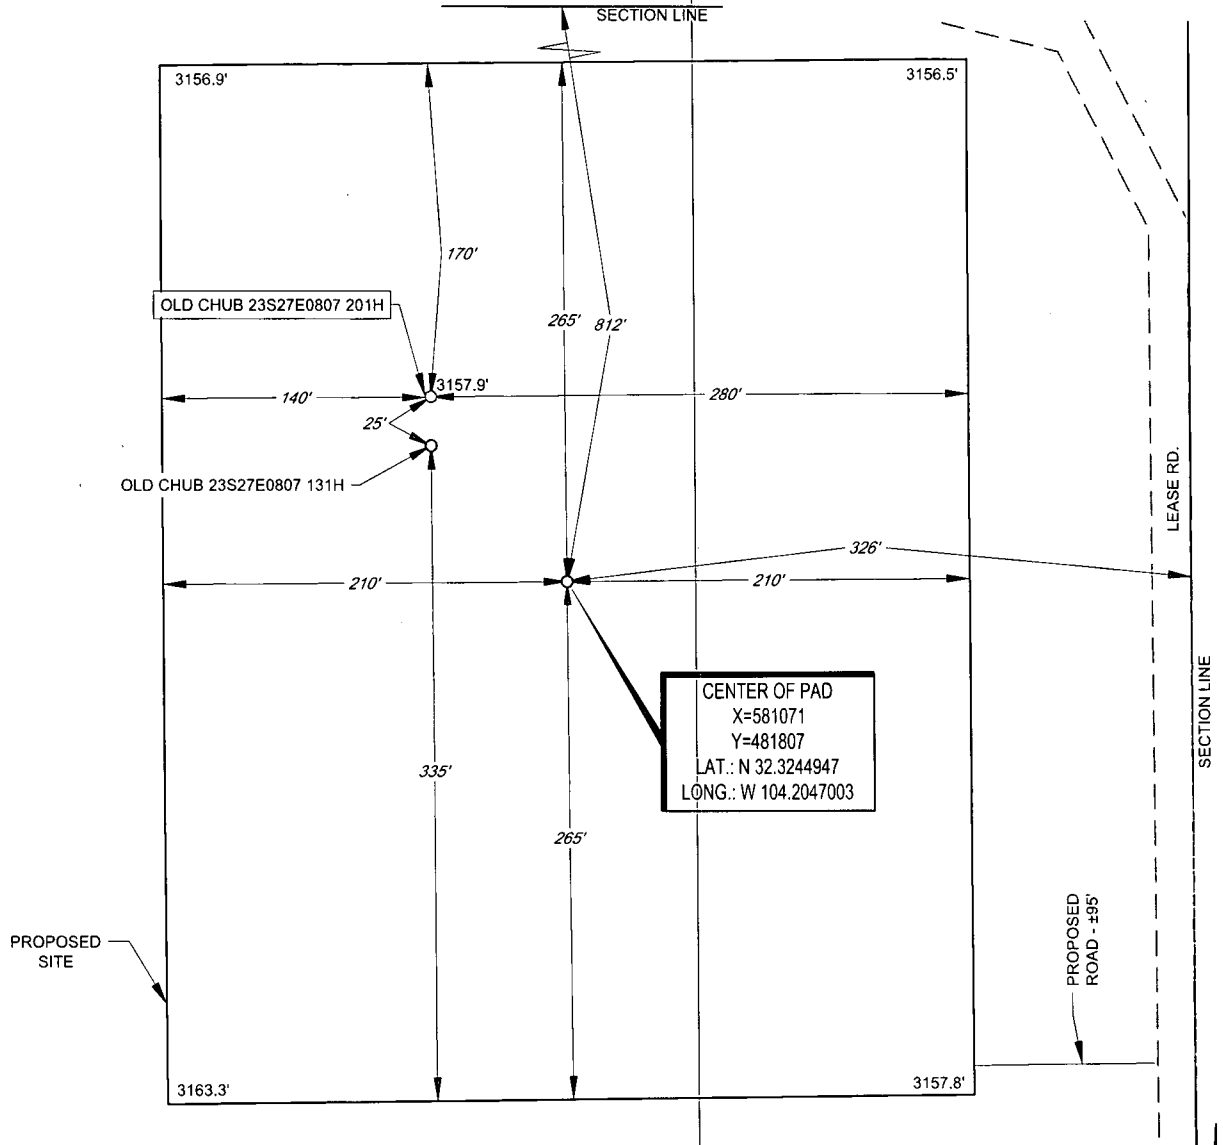 SECTION LINE
3156.9'
3156.5'
170'
OLD CHUB 23S27E0807 201H
265'
812'
3157.9'
140'
280'
25'
OLD CHUB 23S27E0807 131H
LEASE RD.
326'
210'
210'
CENTER OF PAD
X=581071
Y=481807
LAT.: N 32.3244947
LONG.: W 104.2047003
SECTION LINE
335'
265'
PROPOSED
SITE
PROPOSED
ROAD - ±95'
3163.3'
3157.8'